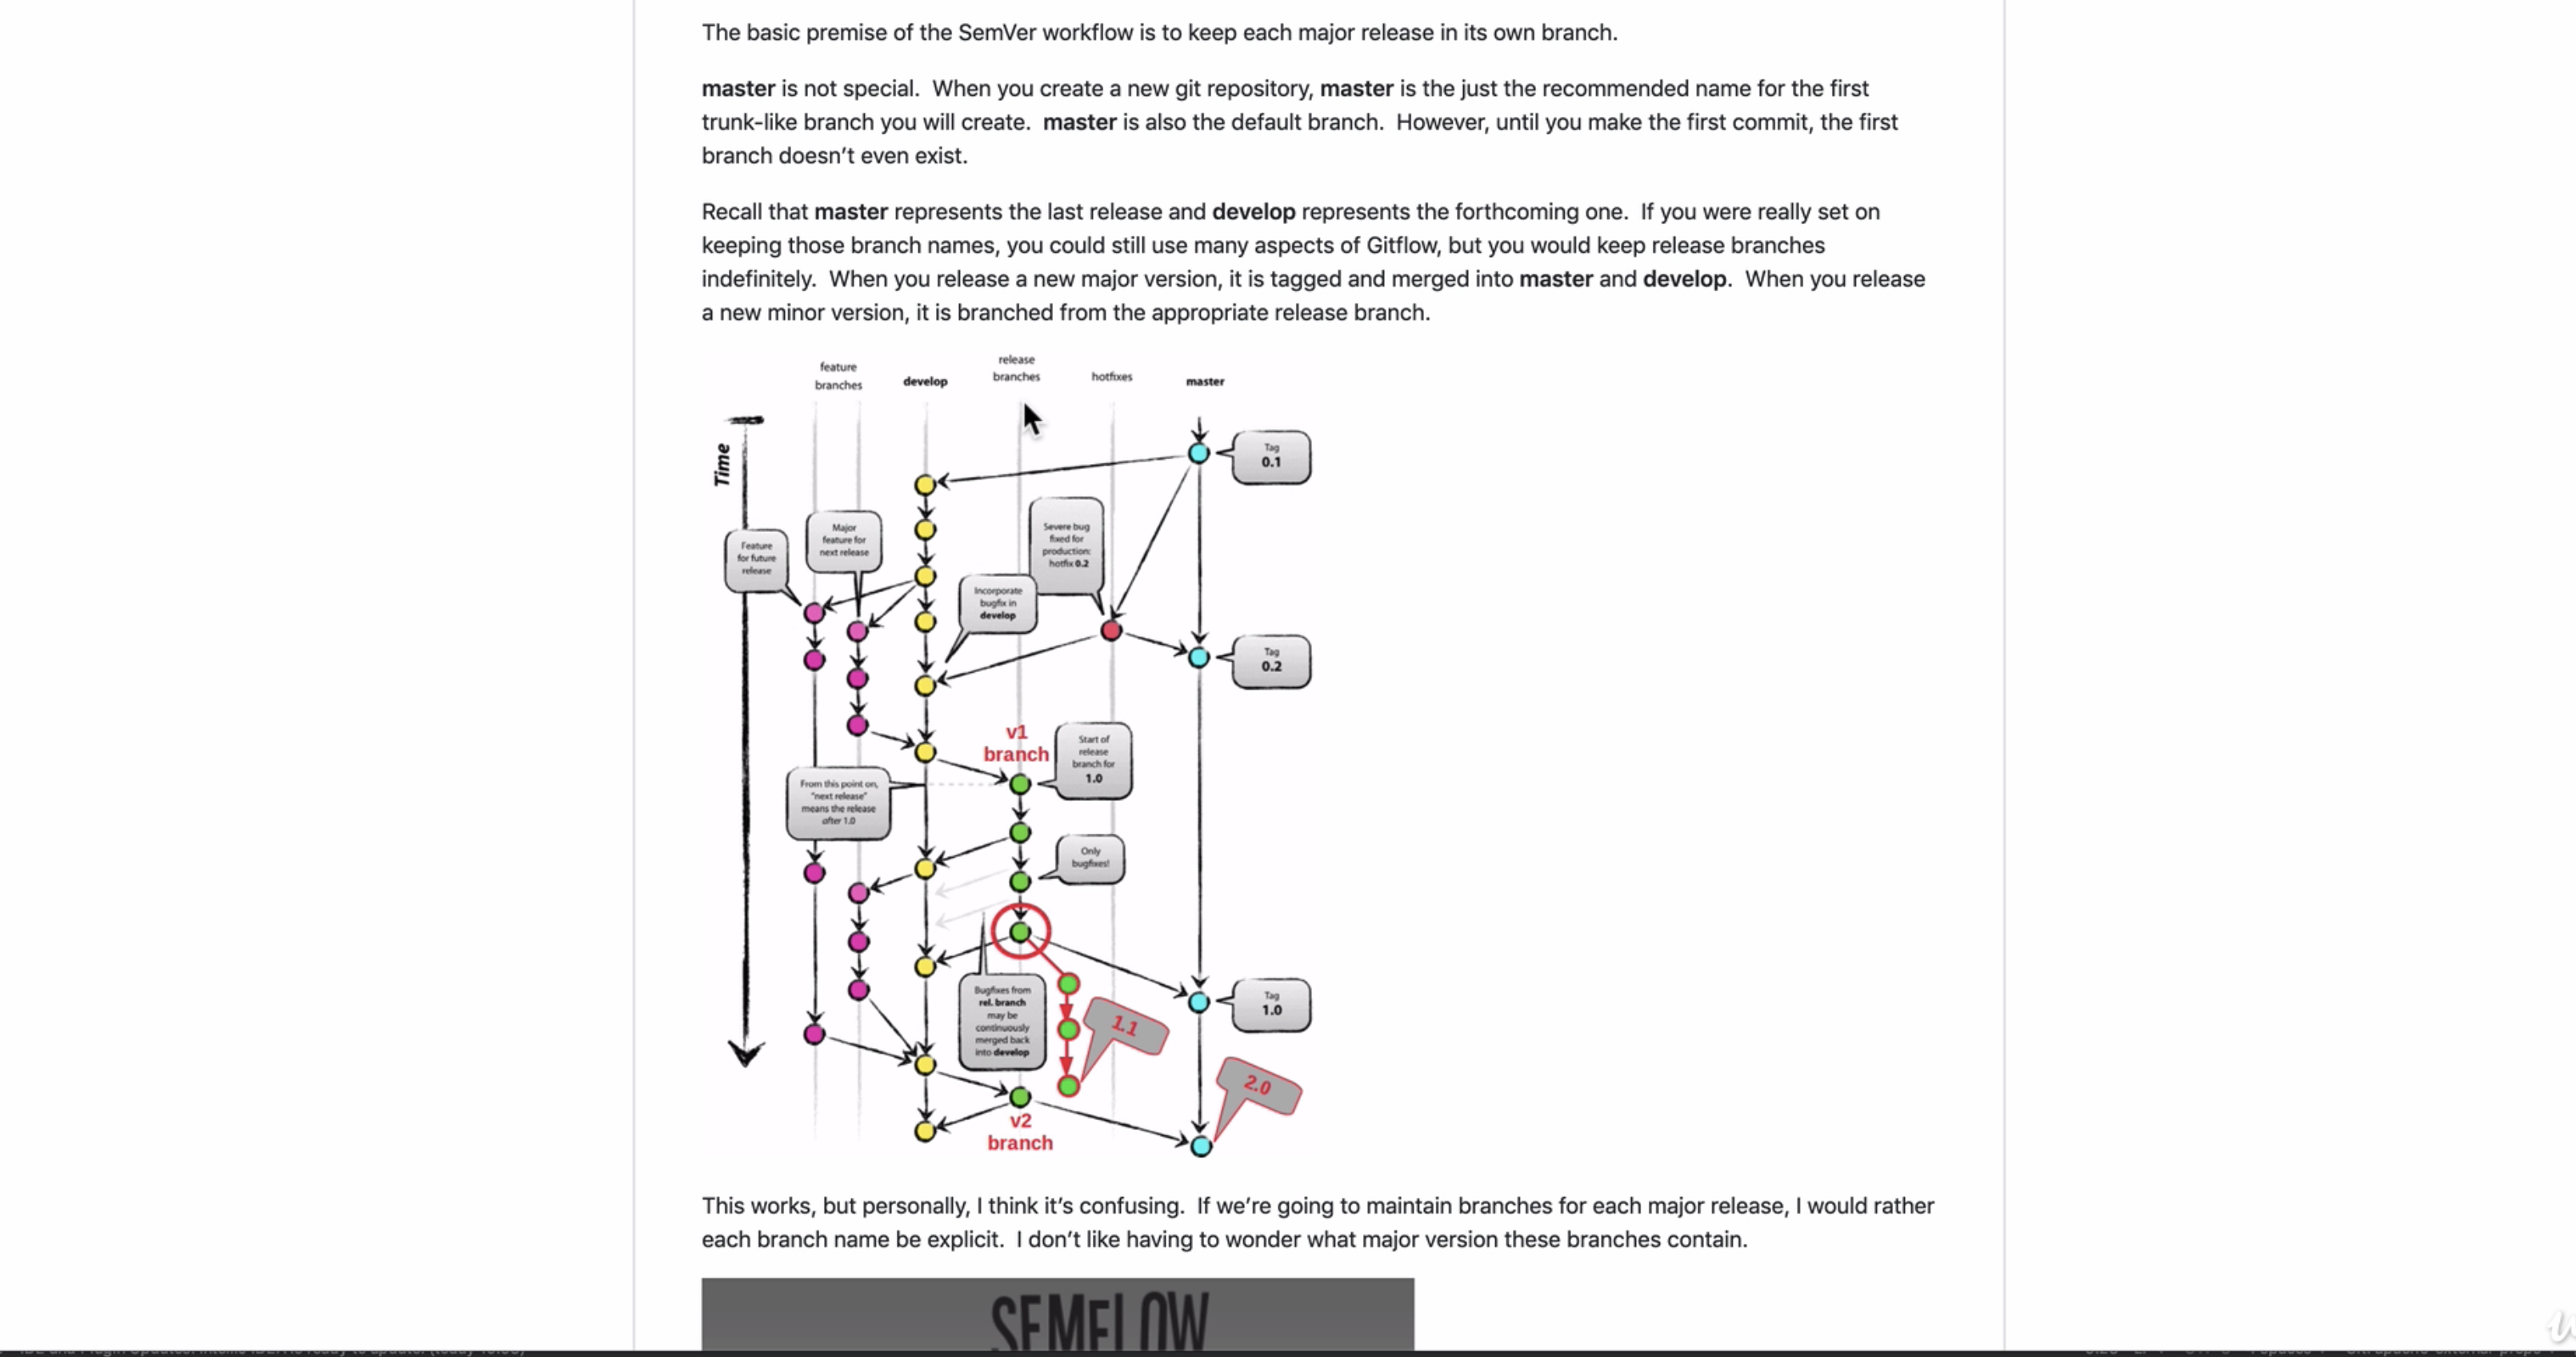 The basic premise of the SemVer workflow is to keep each major release in its own branch.
master is not special.  When you create a new git repository, master is the just the recommended name for the first
trunk-like branch you will create.  master is also the default branch.  However, until you make the first commit, the first
branch doesn’t even exist.
Recall that master represents the last release and develop represents the forthcoming one.  If you were really set on
keeping those branch names, you could still use many aspects of Gitflow, but you would keep release branches
indefinitely.  When you release a new major version, it is tagged and merged into master and develop.  When you release
a new minor version, it is branched from the appropriate release branch.
feature
branches
develop
release
branches
hotfixes
master
Time
Tag
0.1
Feature
for future
release
Major
feature for
next release
Severe bug
fixed for
production:
hotfix 0.2
Incorporate
bugfix in
develop
Tag
0.2
v1
branch
Start of
release
branch for
1.0
From this point on,
“next release”
means the release
after 1.0
Only
bugfixes!
Bugfixes from
rel. branch
may be
continuously
merged back
into develop
1.1
Tag
1.0
2.0
v2
branch
This works, but personally, I think it’s confusing.  If we’re going to maintain branches for each major release, I would rather
each branch name be explicit.  I don’t like having to wonder what major version these branches contain.
SEMFLOW